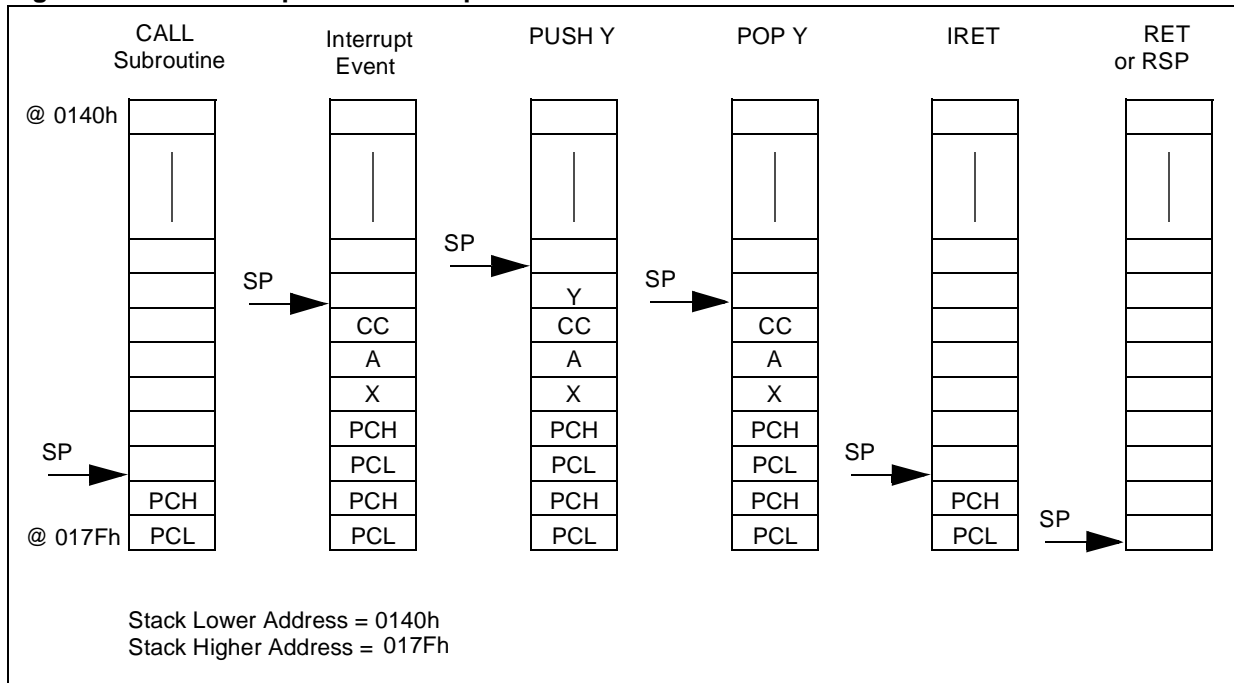 CALL
Subroutine
Interrupt
Event
PUSH Y
POP Y
IRET
RET
or RSP
@ 0140h
SP
SP
SP
Y
CC
CC
CC
A
A
A
X
X
X
PCH
PCH
PCH
SP
SP
PCL
PCL
PCL
PCH
PCH
PCH
PCH
PCH
SP
@ 017Fh
PCL
PCL
PCL
PCL
PCL
Stack Lower Address = 0140h
Stack Higher Address = 017Fh